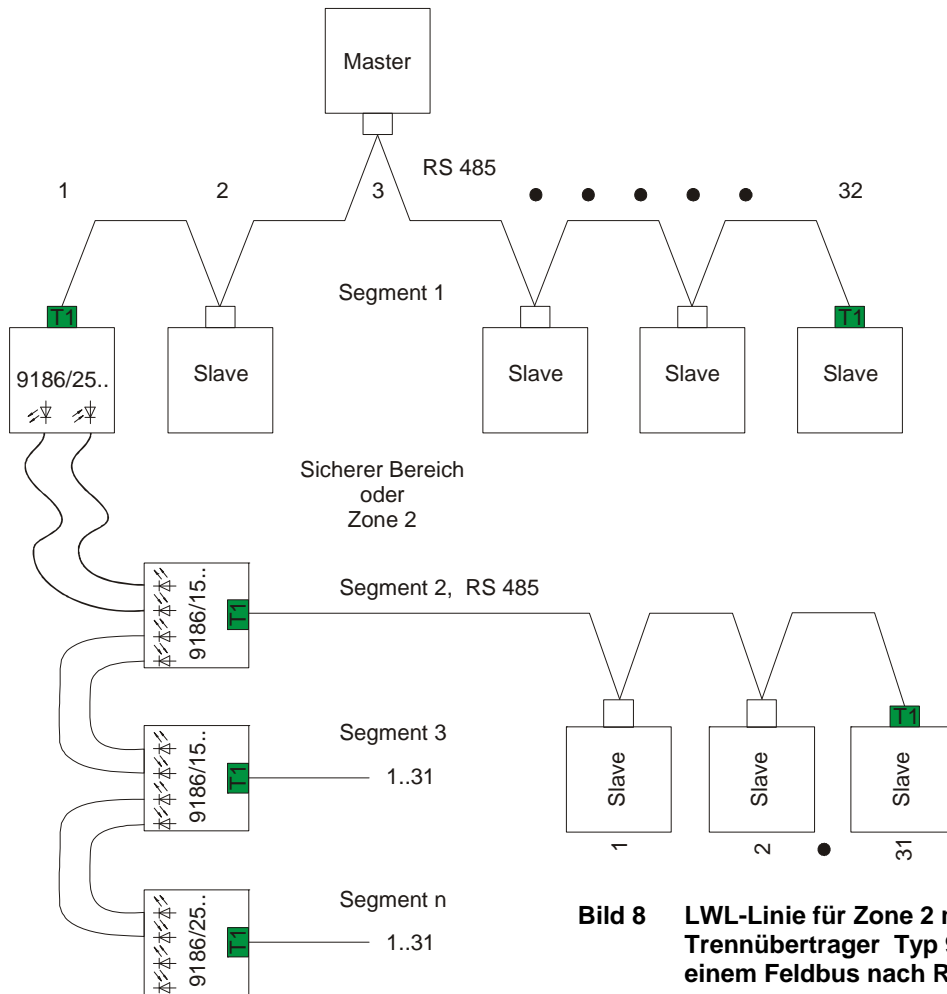 Master
RS 485
1
2
3
32
Segment 1
T1
T1
9186/25..
Slave
Slave
Slave
Slave
Sicherer Bereich
oder
Zone 2
9186/15..
T1
Segment 2, RS 485
T1
Slave
Slave
Slave
1
2
31
9186/15..
T1
Segment 3
1..31
9186/25..
T1
Segment n
1..31
Bild 8 LWL-Linie für Zone 2
Trennübertrager Typ
einem Feldbus nach